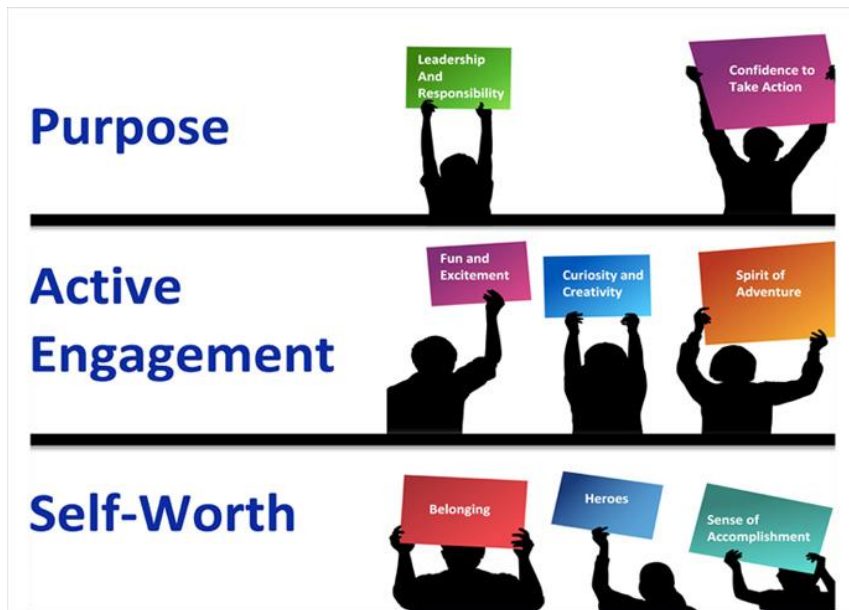 Purpose
Leadership
And
Responsibility
Confidence to
Take Action
Active
Engagement
Fun and
Excitement
Curiosity and
Creativity
Spirit of
Adventure
Self-Worth
Belonging
Heroes
Sense of
Accomplishment